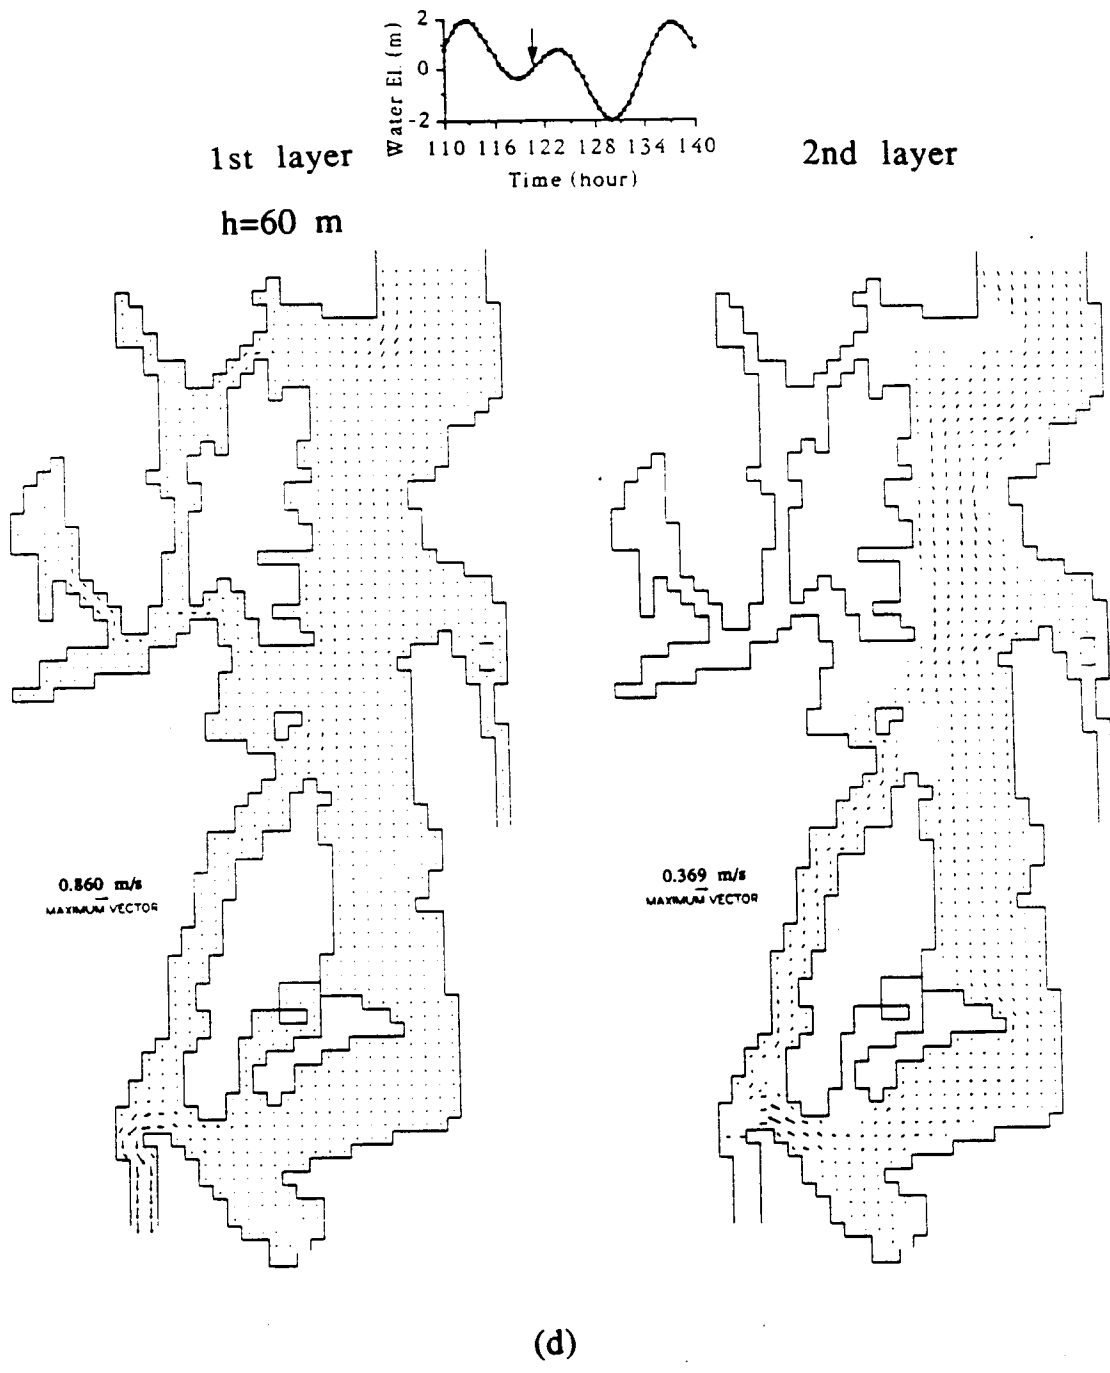 2
0
-2
Water El. (m)
110 116 122 128 134 140
Time (hour)
1st layer
2nd layer
h=60 m
0.860 m/s
MAXIMUM VECTOR
0.369 m/s
MAXIMUM VECTOR
(d)